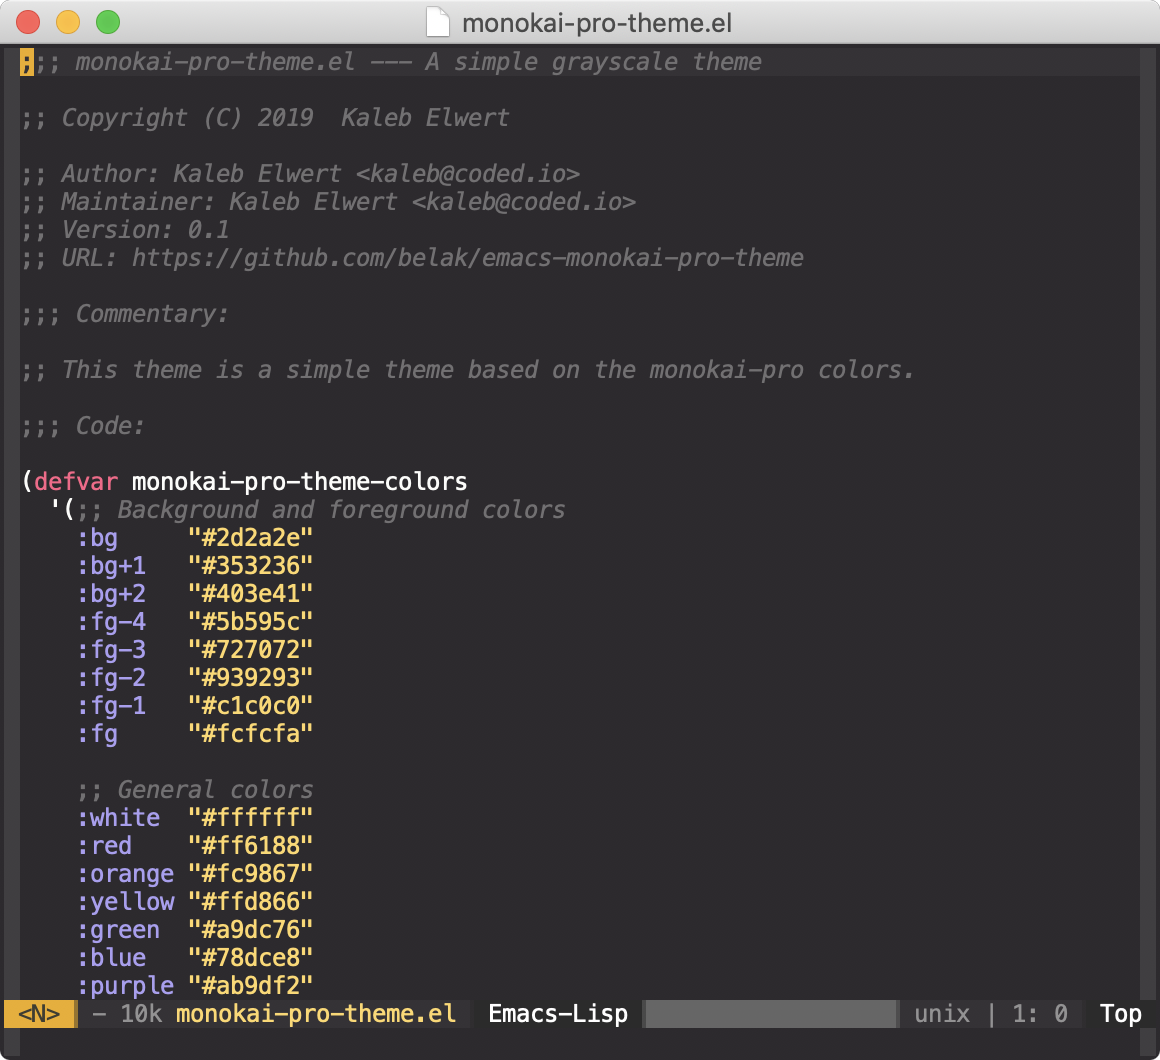 monokai-pro-theme.el
;;; monokai-pro-theme.el --- A simple grayscale theme
;; Copyright (C) 2019  Kaleb Elwert
;; Author: Kaleb Elwert <kaleb@coded.io>
;; Maintainer: Kaleb Elwert <kaleb@coded.io>
;; Version: 0.1
;; URL: https://github.com/belak/emacs-monokai-pro-theme
;;; Commentary:
;; This theme is a simple theme based on the monokai-pro colors.
;;; Code:
(defvar monokai-pro-theme-colors
  '(;; Background and foreground colors
    :bg     "#2d2a2e"
    :bg+1   "#353236"
    :bg+2   "#403e41"
    :fg-4   "#5b595c"
    :fg-3   "#727072"
    :fg-2   "#939293"
    :fg-1   "#c1c0c0"
    :fg     "#fcfcfa"
    ;; General colors
    :white  "#ffffff"
    :red    "#ff6188"
    :orange "#fc9867"
    :yellow "#ffd866"
    :green  "#a9dc76"
    :blue   "#78dce8"
    :purple "#ab9df2"
<N> - 10k monokai-pro-theme.el Emacs-Lisp unix | 1: 0 Top